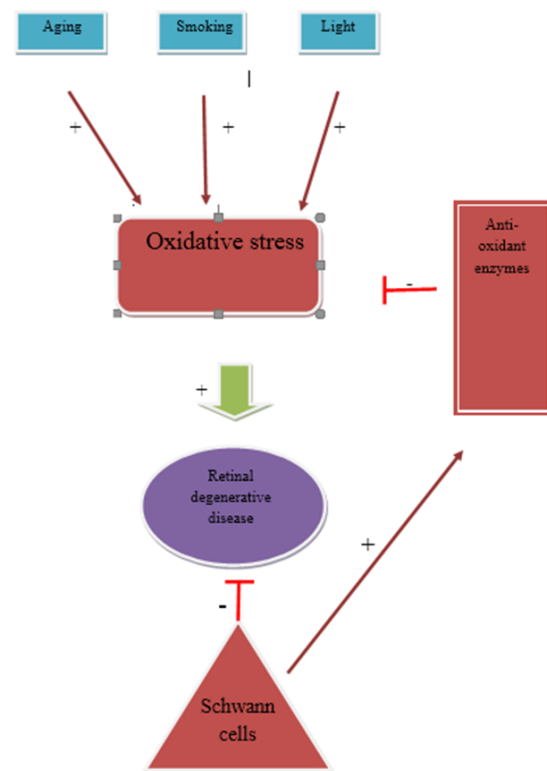 Aging
Smoking
Light
+
+
+
Oxidative stress
Anti-
oxidant
enzymes
-
+
Retinal
degenerative
disease
+
-
Schwann
cells